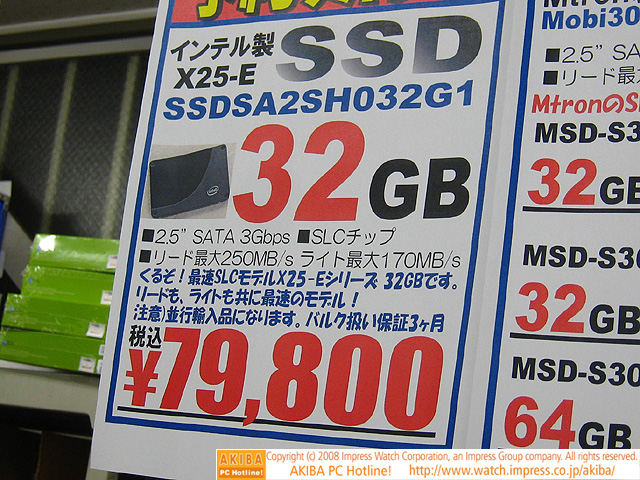 インテル製 SSD
X25-E
SSDSA2SH032G1
32GB
intel
■2.5" SATA 3Gbps ■SLCチップ
■リード最大250MB/s ライト最大170MB/s
くるぞ！最速SLCモデルX25-Eシリーズ 32GBです。
リードも、ライトも共に最速のモデル！
注意)並行輸入品になります。バルク扱い保証3ヶ月
税込
¥79,800
Mtron
Mobi30
■2.5" SA
■リード最
MtronのS
MSD-S3
32GB
MSD-S30
32GB
MSD-S30
64GB
AKIBA
PC Hotline!
Copyright (c) 2008 Impress Watch Corporation, an Impress Group company. All rights reserved.
AKIBA PC Hotline! http://www.watch.impress.co.jp/akiba/